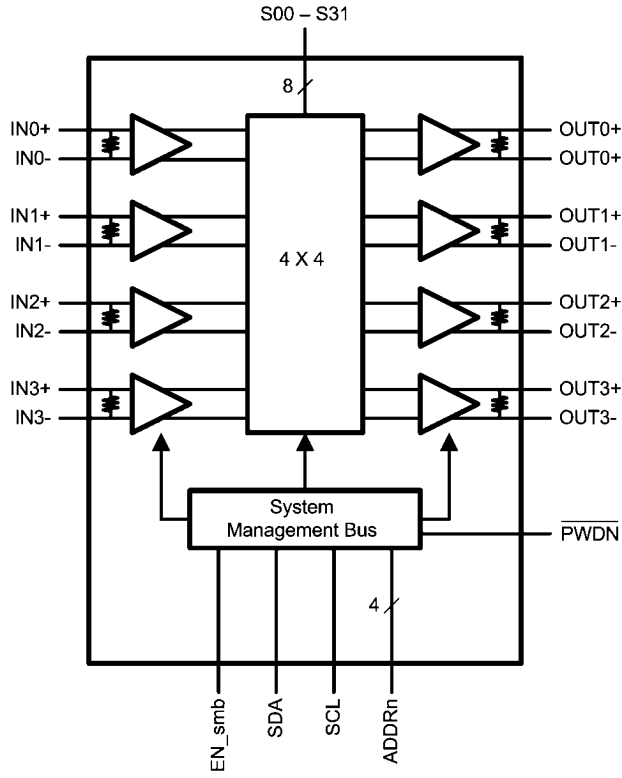 S00 – S31
8
IN0+
IN0-
OUT0+
OUT0+
IN1+
IN1-
OUT1+
OUT1-
4 X 4
IN2+
IN2-
OUT2+
OUT2-
IN3+
IN3-
OUT3+
OUT3-
System
Management Bus
PWDN
4
EN_smb
SDA
SCL
ADDRn